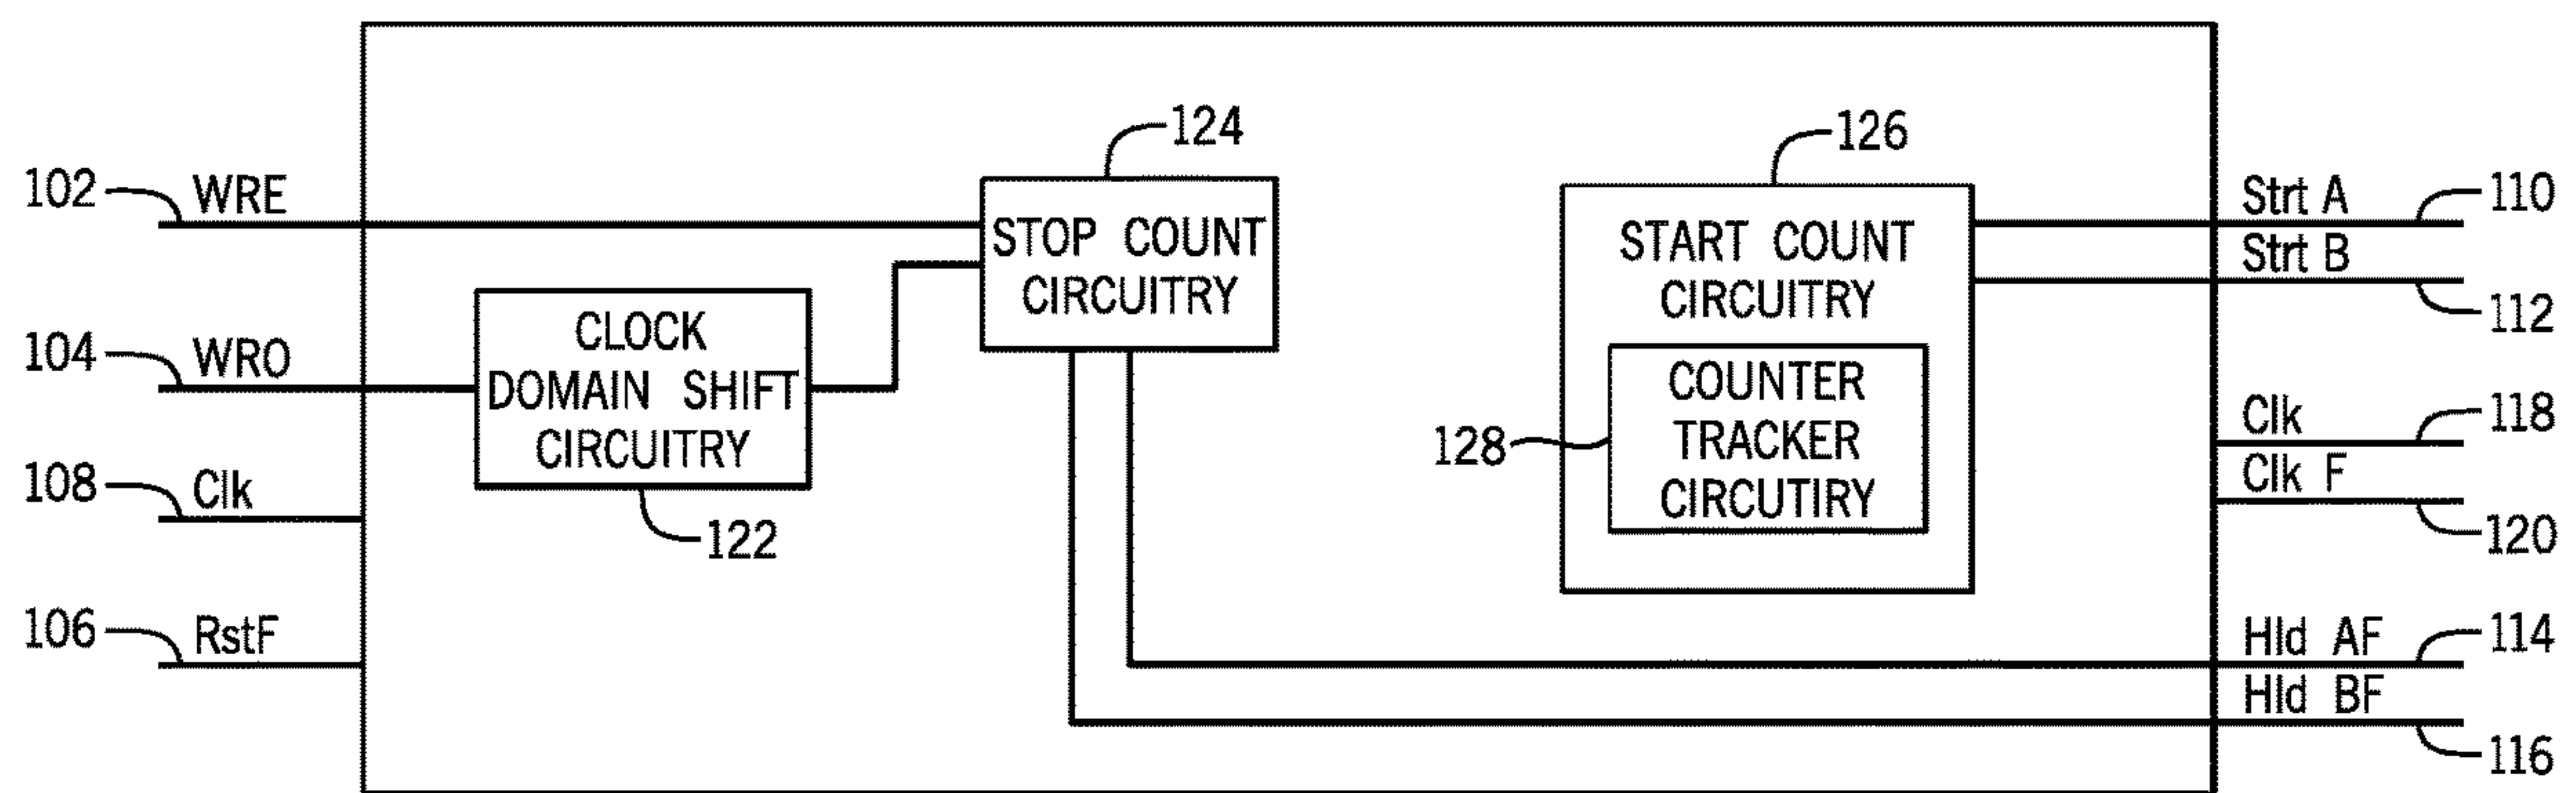 124
126
102 WRE
STOP COUNT
CIRCUITRY
START COUNT
CIRCUITRY
Strt A 110
Strt B
112
104 WRO
CLOCK
DOMAIN SHIFT
CIRCUITRY
122
128
COUNTER
TRACKER
CIRCUTIRY
108 Clk
Clk 118
Clk F
120
106 RstF
Hld AF 114
Hld BF
116